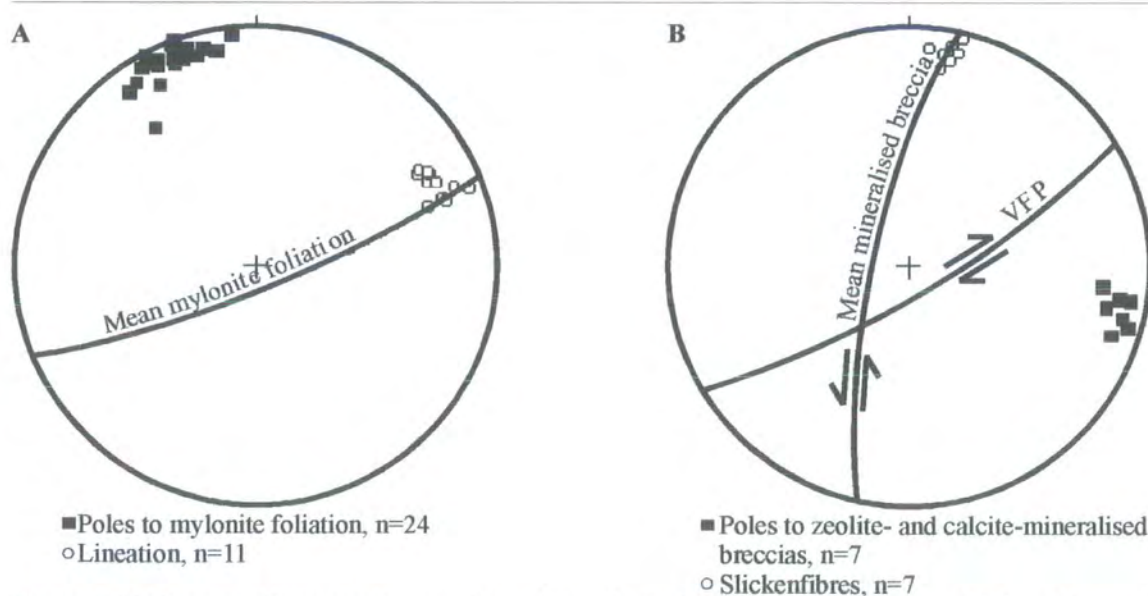 A
Mean mylonite foliation
■Poles to mylonite foliation, n=24
○Lineation, n=11
B
Mean mineralised breccia
VFP
■ Poles to zeolite- and calcite-mineralised
breccias, n=7
○ Slickenfibres, n=7